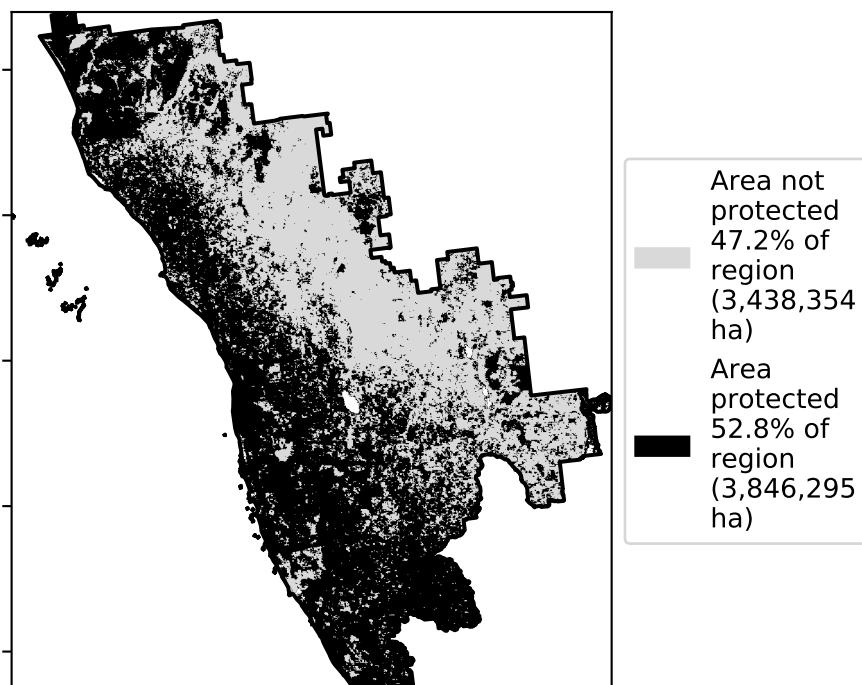 Area not
protected
47.2% of
region
(3,438,354
ha)
Area
protected
52.8% of
region
(3,846,295
ha)